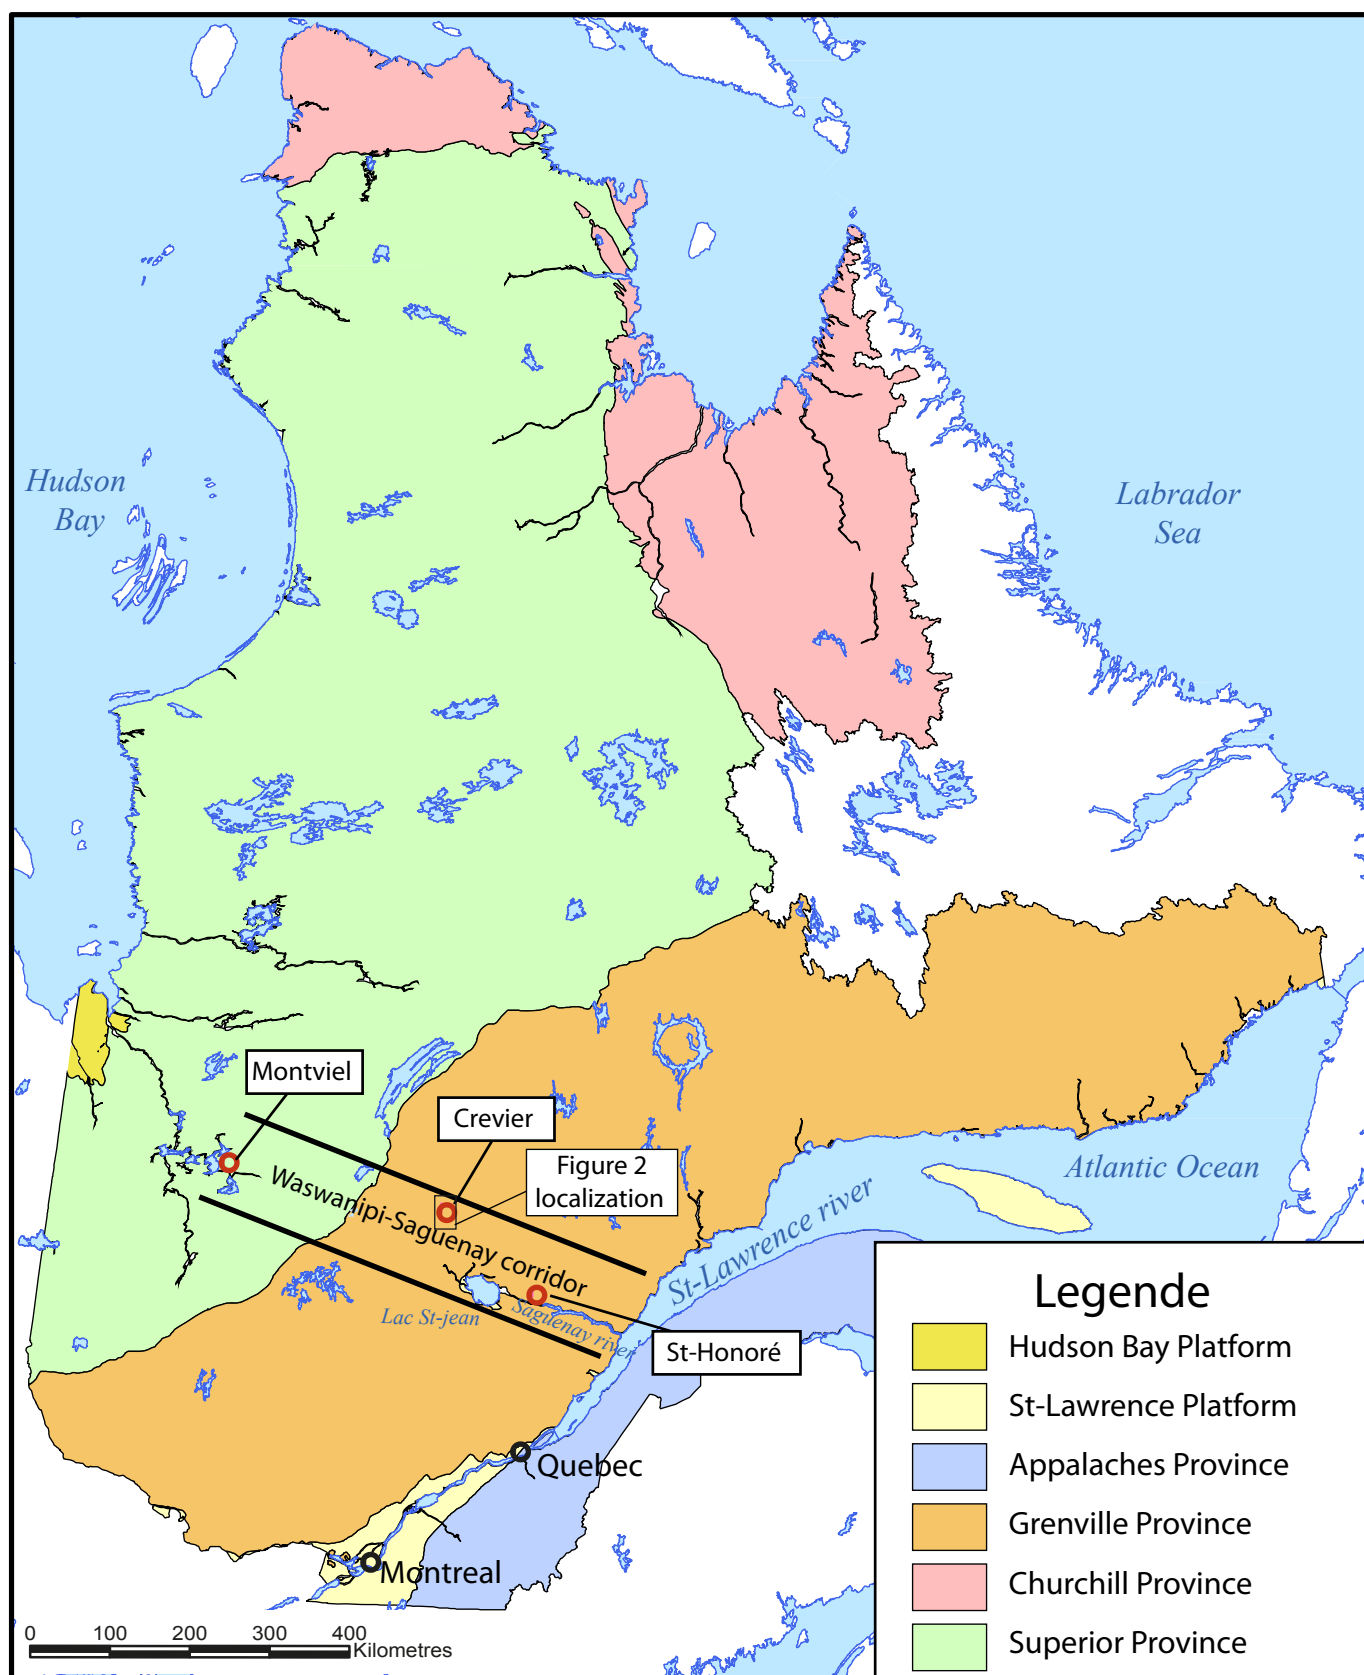 Hudson
Bay
Labrador
Sea
Montviel
Crevier
Figure 2
localization
Waswanipi-Saguenay corridor
Atlantic Ocean
St-Lawrence river
Lac St-jean
Saguenay river
St-Honoré
Quebec
Montreal
0 100 200 300 400
Kilometres
Legende
Hudson Bay Platform
St-Lawrence Platform
Appalaches Province
Grenville Province
Churchill Province
Superior Province